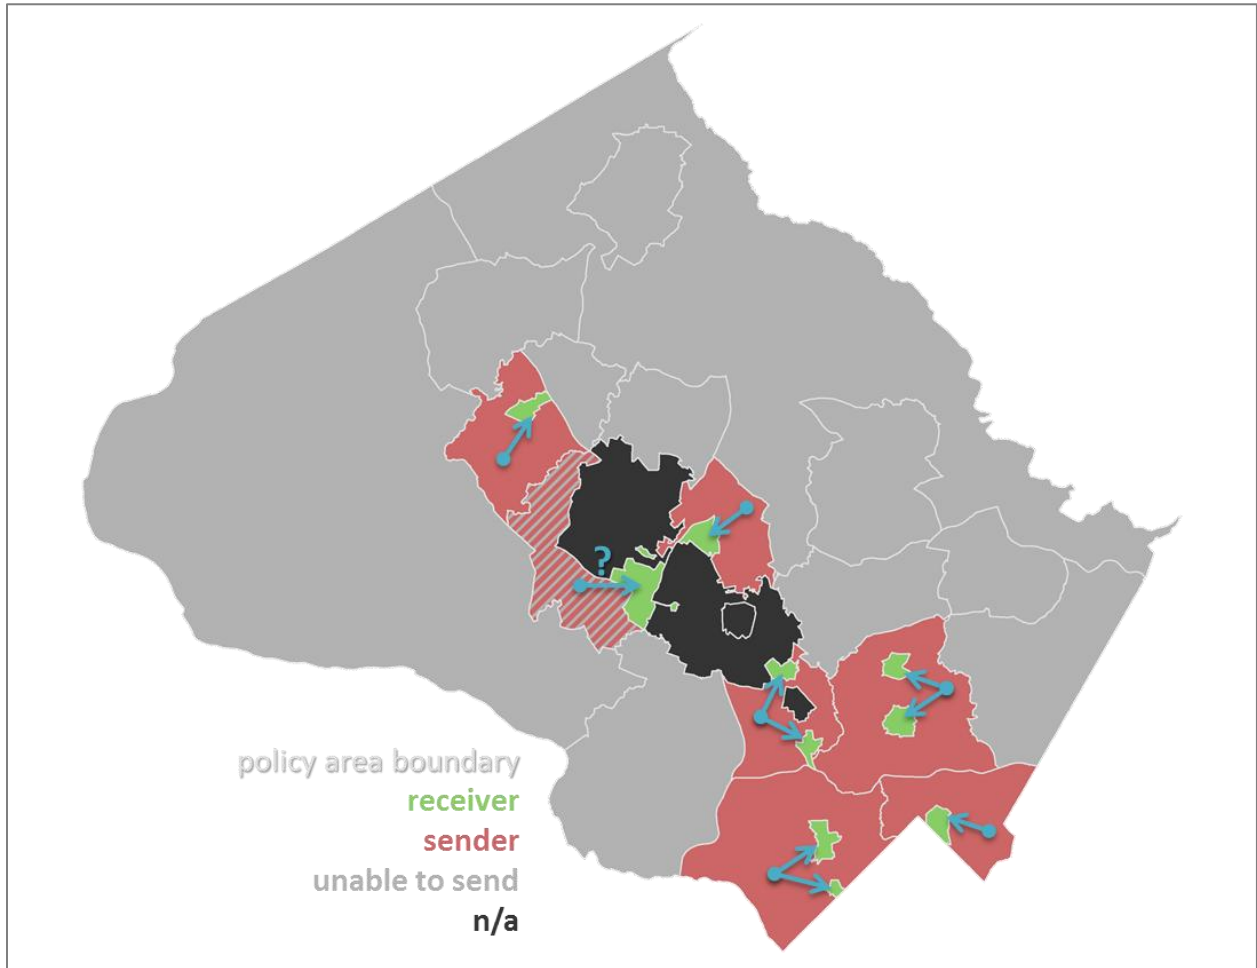 ?
policy area boundary
receiver
sender
unable to send
n/a